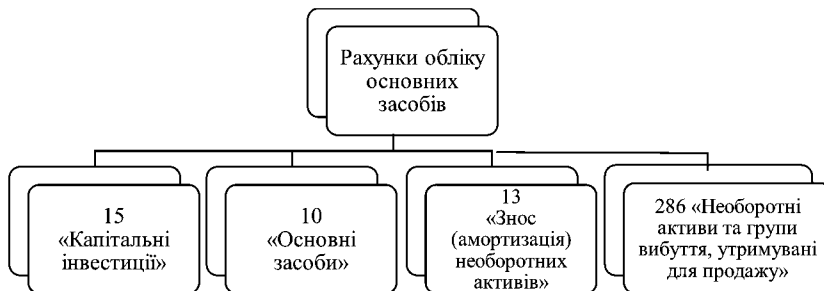 Рахунки обліку
основних
засобів
15
«Капітальні
інвестиції»
10
«Основні
засоби»
13
«Знос
(амортизація)
необоротних
активів»
286 «Необоротні
активи та групи
вибуття, утримувані
для продажу»